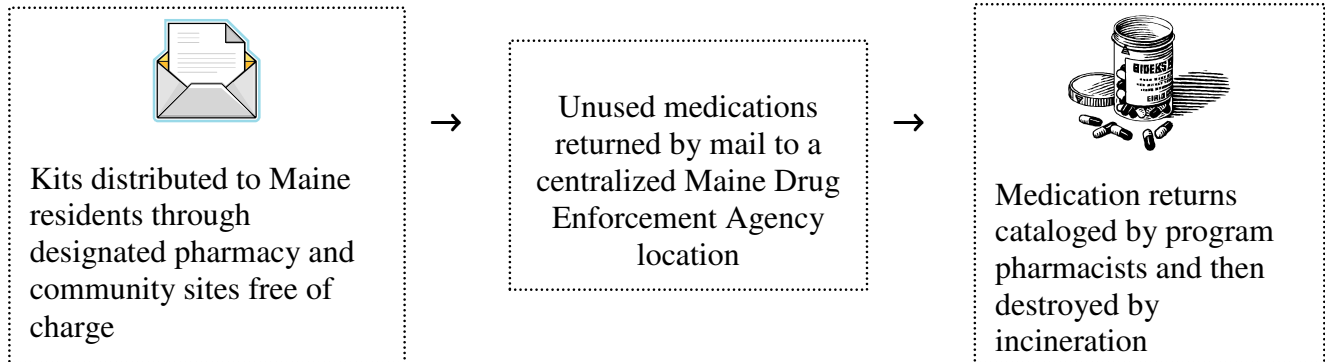 Kits distributed to Maine
residents through
designated pharmacy and
community sites free of
charge
→
Unused medications
returned by mail to a
centralized Maine Drug
Enforcement Agency
location
→
Medication returns
cataloged by program
pharmacists and then
destroyed by
incineration